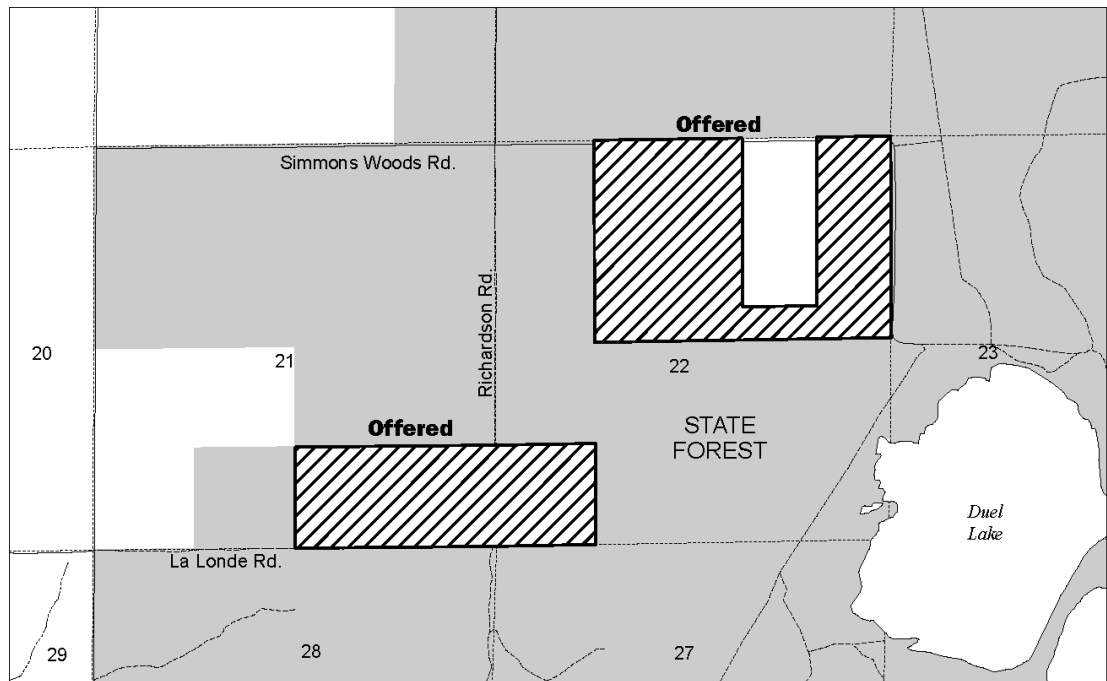 Offered
Simmons Woods Rd.
Richardson Rd.
20
21
22
23
Offered
STATE
FOREST
Duel
Lake
La Londe Rd.
29
28
27